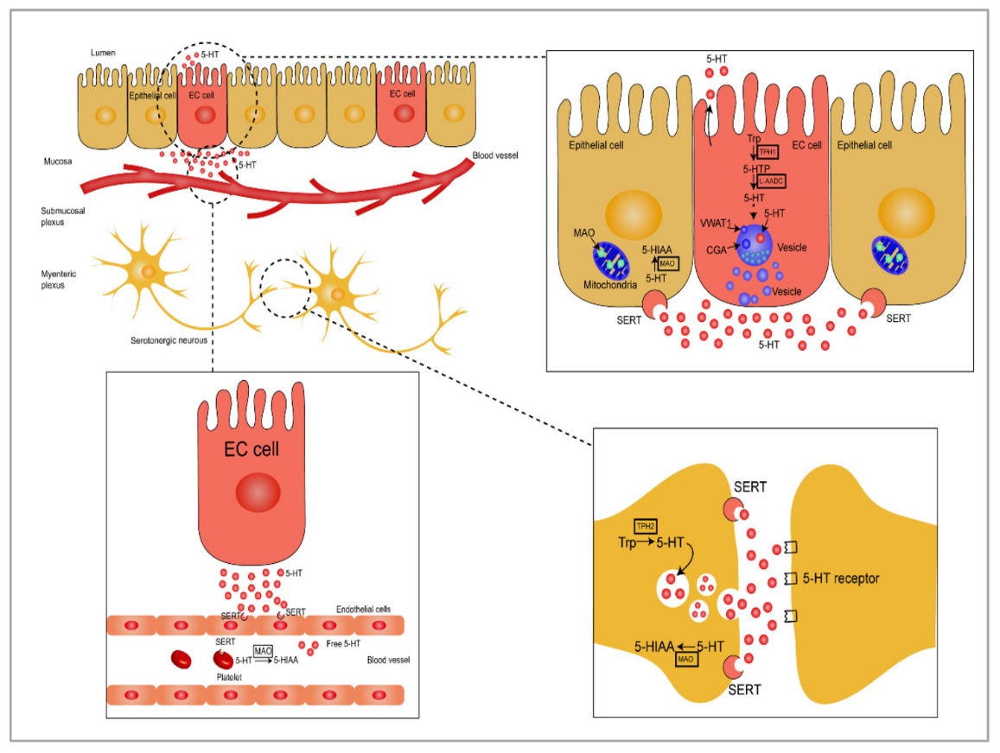 Lumen
5-HT
Epithelial cell
EC cell
EC cell
Mucosa
5-HT
Blood vessel
Submucosal
plexus
Myenteric
plexus
Serotonergic neurous
5-HT
Epithelial cell
Trp
EC cell
Epithelial cell
TPH1
5-HTP
L-AADC
5-HT
5-HT
VWAT1
MAO
CGA
Vesicle
5-HIAA
MAO
5-HT
Mitochondria
Vesicle
SERT
SERT
5-HT
EC cell
5-HT
SERT
SERT
Endothelial cells
SERT
MAO
Free 5-HT
5-HT
5-HIAA
Blood vessel
Platelet
SERT
TPH2
Trp
5-HT
5-HT receptor
5-HIAA
5-HT
MAO
SERT